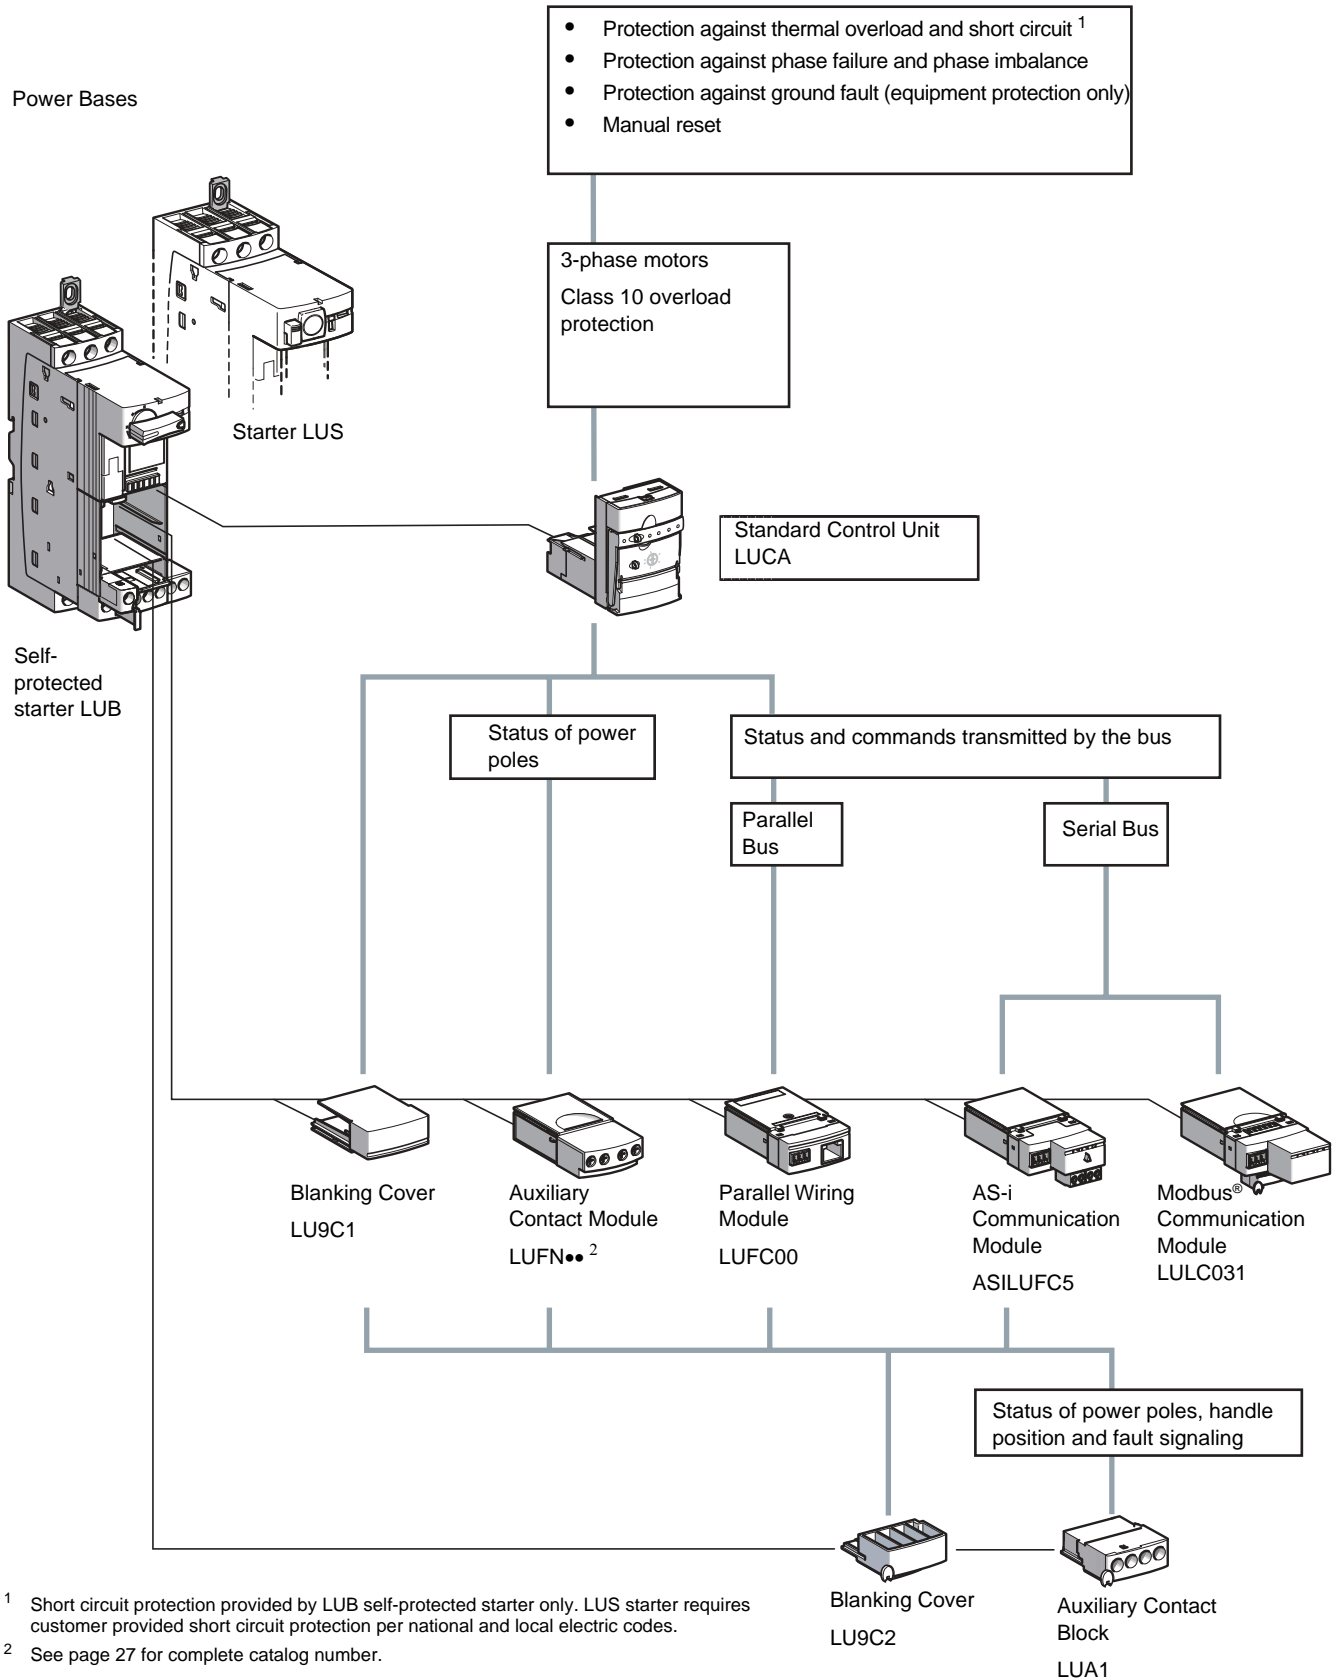 • Protection against thermal overload and short circuit 1
• Protection against phase failure and phase imbalance
• Protection against ground fault (equipment protection only)
• Manual reset
Power Bases
3-phase motors
Class 10 overload
protection
Starter LUS
Standard Control Unit
LUCA
Self-
protected
starter LUB
Status of power
poles
Status and commands transmitted by the bus
Parallel
Bus
Serial Bus
Blanking Cover
LU9C1
Auxiliary
Contact Module
LUFN•• 2
Parallel Wiring
Module
LUFC00
AS-i
Communication
Module
ASILUFC5
Modbus®
Communication
Module
LULC031
Status of power poles, handle
position and fault signaling
Blanking Cover
LU9C2
Auxiliary Contact
Block
LUA1
1 Short circuit protection provided by LUB self-protected starter only. LUS starter requires
customer provided short circuit protection per national and local electric codes.
2 See page 27 for complete catalog number.